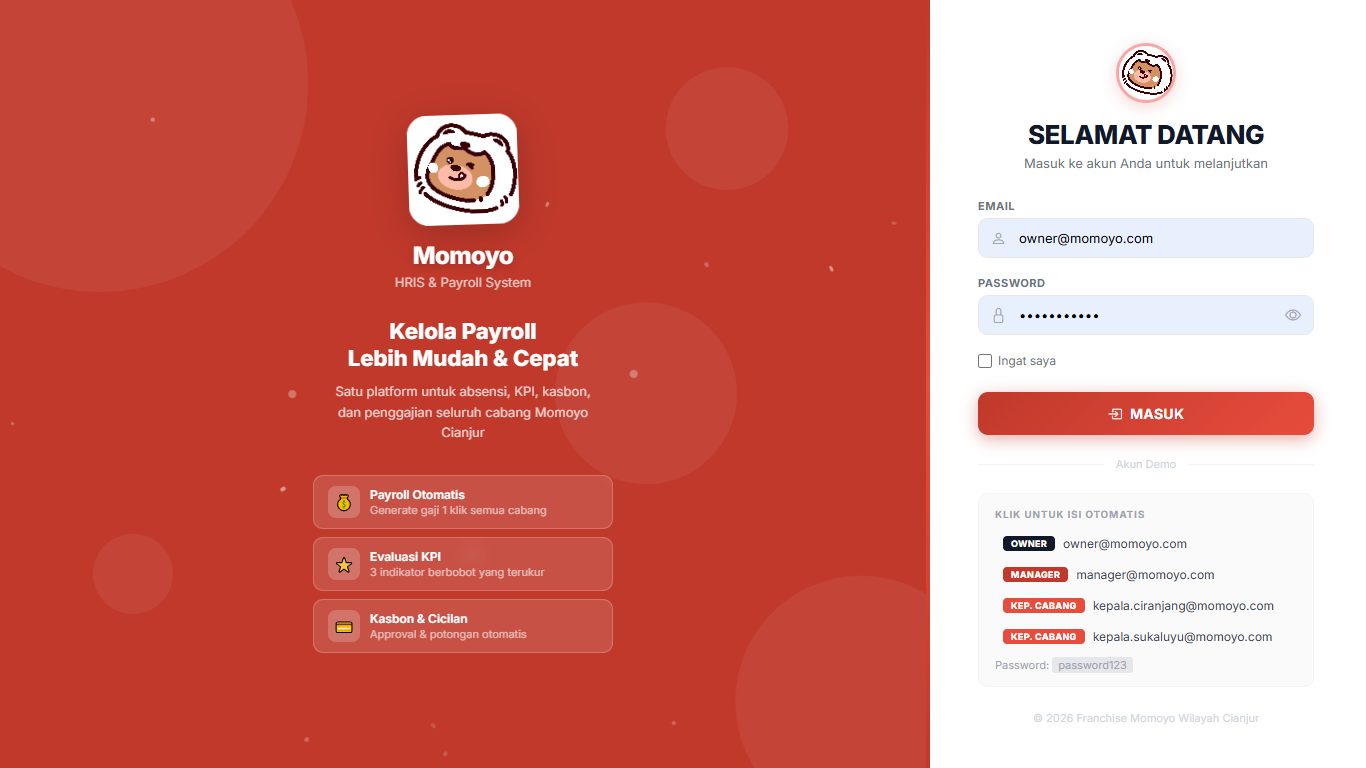 Momoyo
HRIS & Payroll System
Kelola Payroll
Lebih Mudah & Cepat
Satu platform untuk absensi, KPI, kasbon,
dan penggajian seluruh cabang Momoyo
Cianjur
Payroll Otomatis
Generate gaji 1 klik semua cabang
Evaluasi KPI
3 indikator berbobot yang terukur
Kasbon & Cicilan
Approval & potongan otomatis
SELAMAT DATANG
Masuk ke akun Anda untuk melanjutkan
EMAIL
owner@momoyo.com
PASSWORD
•••••••••••
Ingat saya
MASUK
Akun Demo
KLIK UNTUK ISI OTOMATIS
OWNER owner@momoyo.com
MANAGER manager@momoyo.com
KEP. CABANG kepala.ciranjang@momoyo.com
KEP. CABANG kepala.sukaluyu@momoyo.com
Password: password123
© 2026 Franchise Momoyo Wilayah Cianjur